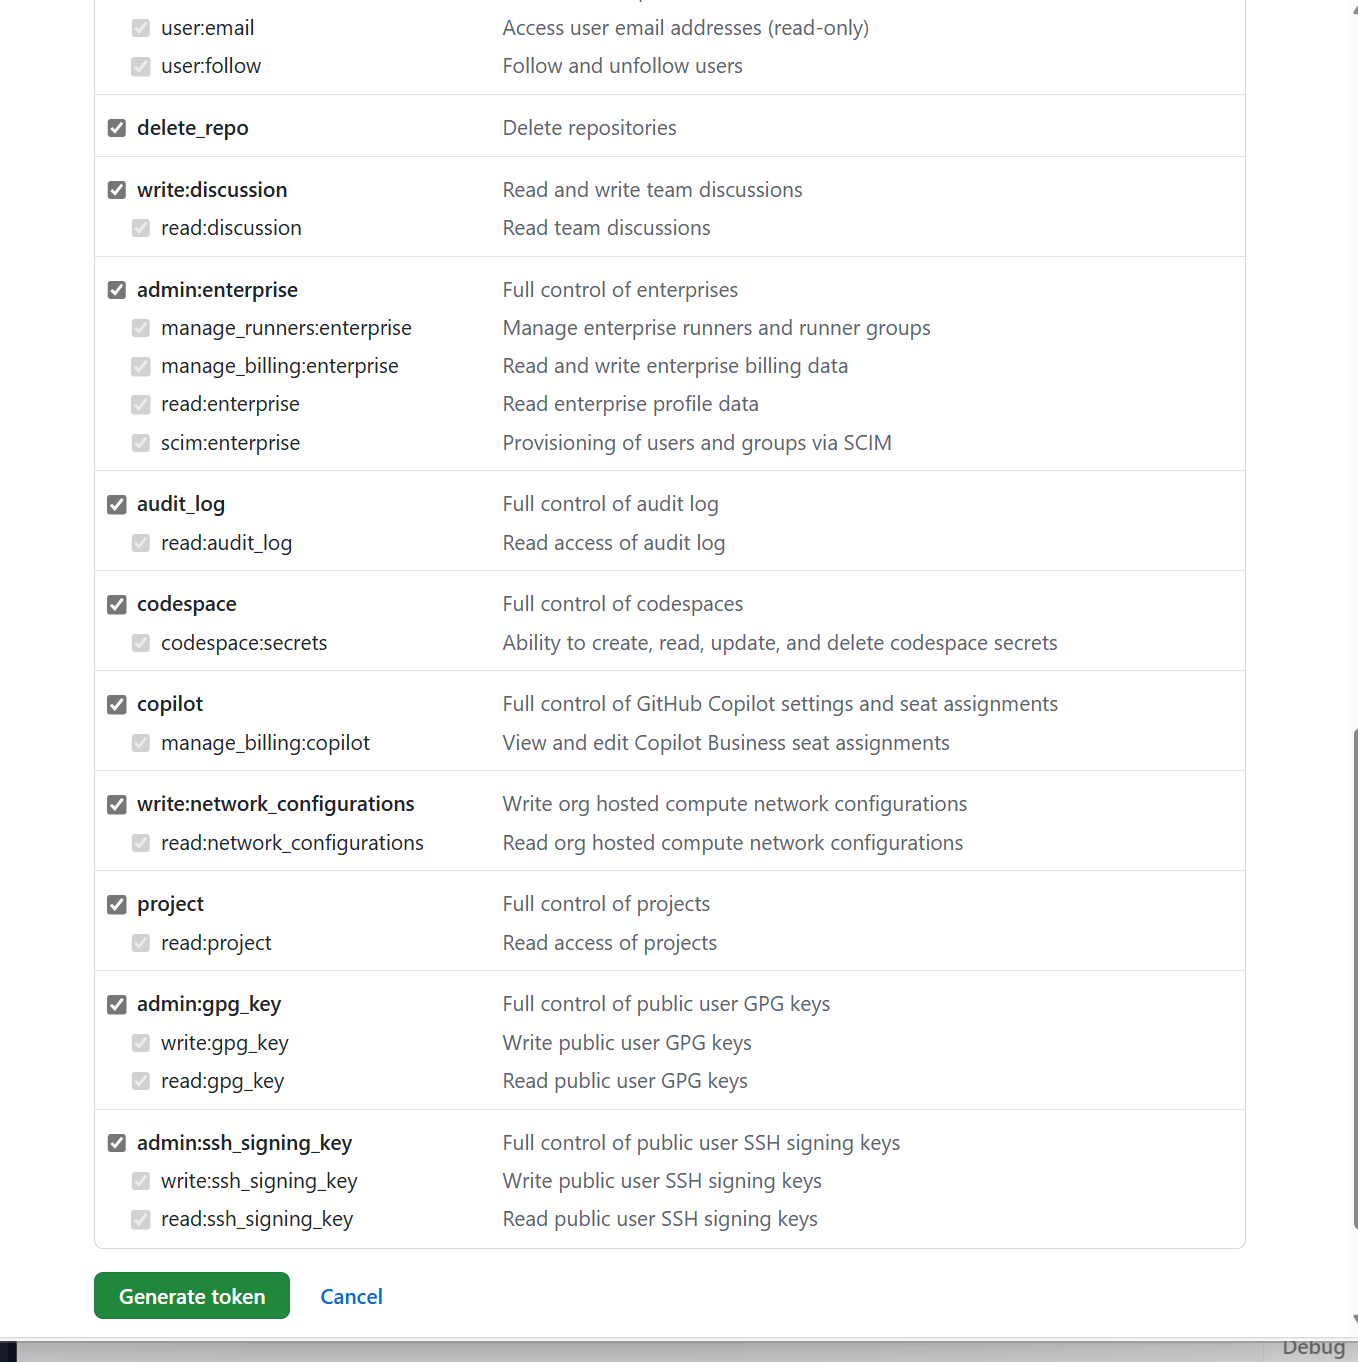 user:email Access user email addresses (read-only)
user:follow Follow and unfollow users
delete_repo Delete repositories
write:discussion Read and write team discussions
read:discussion Read team discussions
admin:enterprise Full control of enterprises
manage_runners:enterprise Manage enterprise runners and runner groups
manage_billing:enterprise Read and write enterprise billing data
read:enterprise Read enterprise profile data
scim:enterprise Provisioning of users and groups via SCIM
audit_log Full control of audit log
read:audit_log Read access of audit log
codespace Full control of codespaces
codespace:secrets Ability to create, read, update, and delete codespace secrets
copilot Full control of GitHub Copilot settings and seat assignments
manage_billing:copilot View and edit Copilot Business seat assignments
write:network_configurations Write org hosted compute network configurations
read:network_configurations Read org hosted compute network configurations
project Full control of projects
read:project Read access of projects
admin:gpg_key Full control of public user GPG keys
write:gpg_key Write public user GPG keys
read:gpg_key Read public user GPG keys
admin:ssh_signing_key Full control of public user SSH signing keys
write:ssh_signing_key Write public user SSH signing keys
read:ssh_signing_key Read public user SSH signing keys
Generate token Cancel
Debug